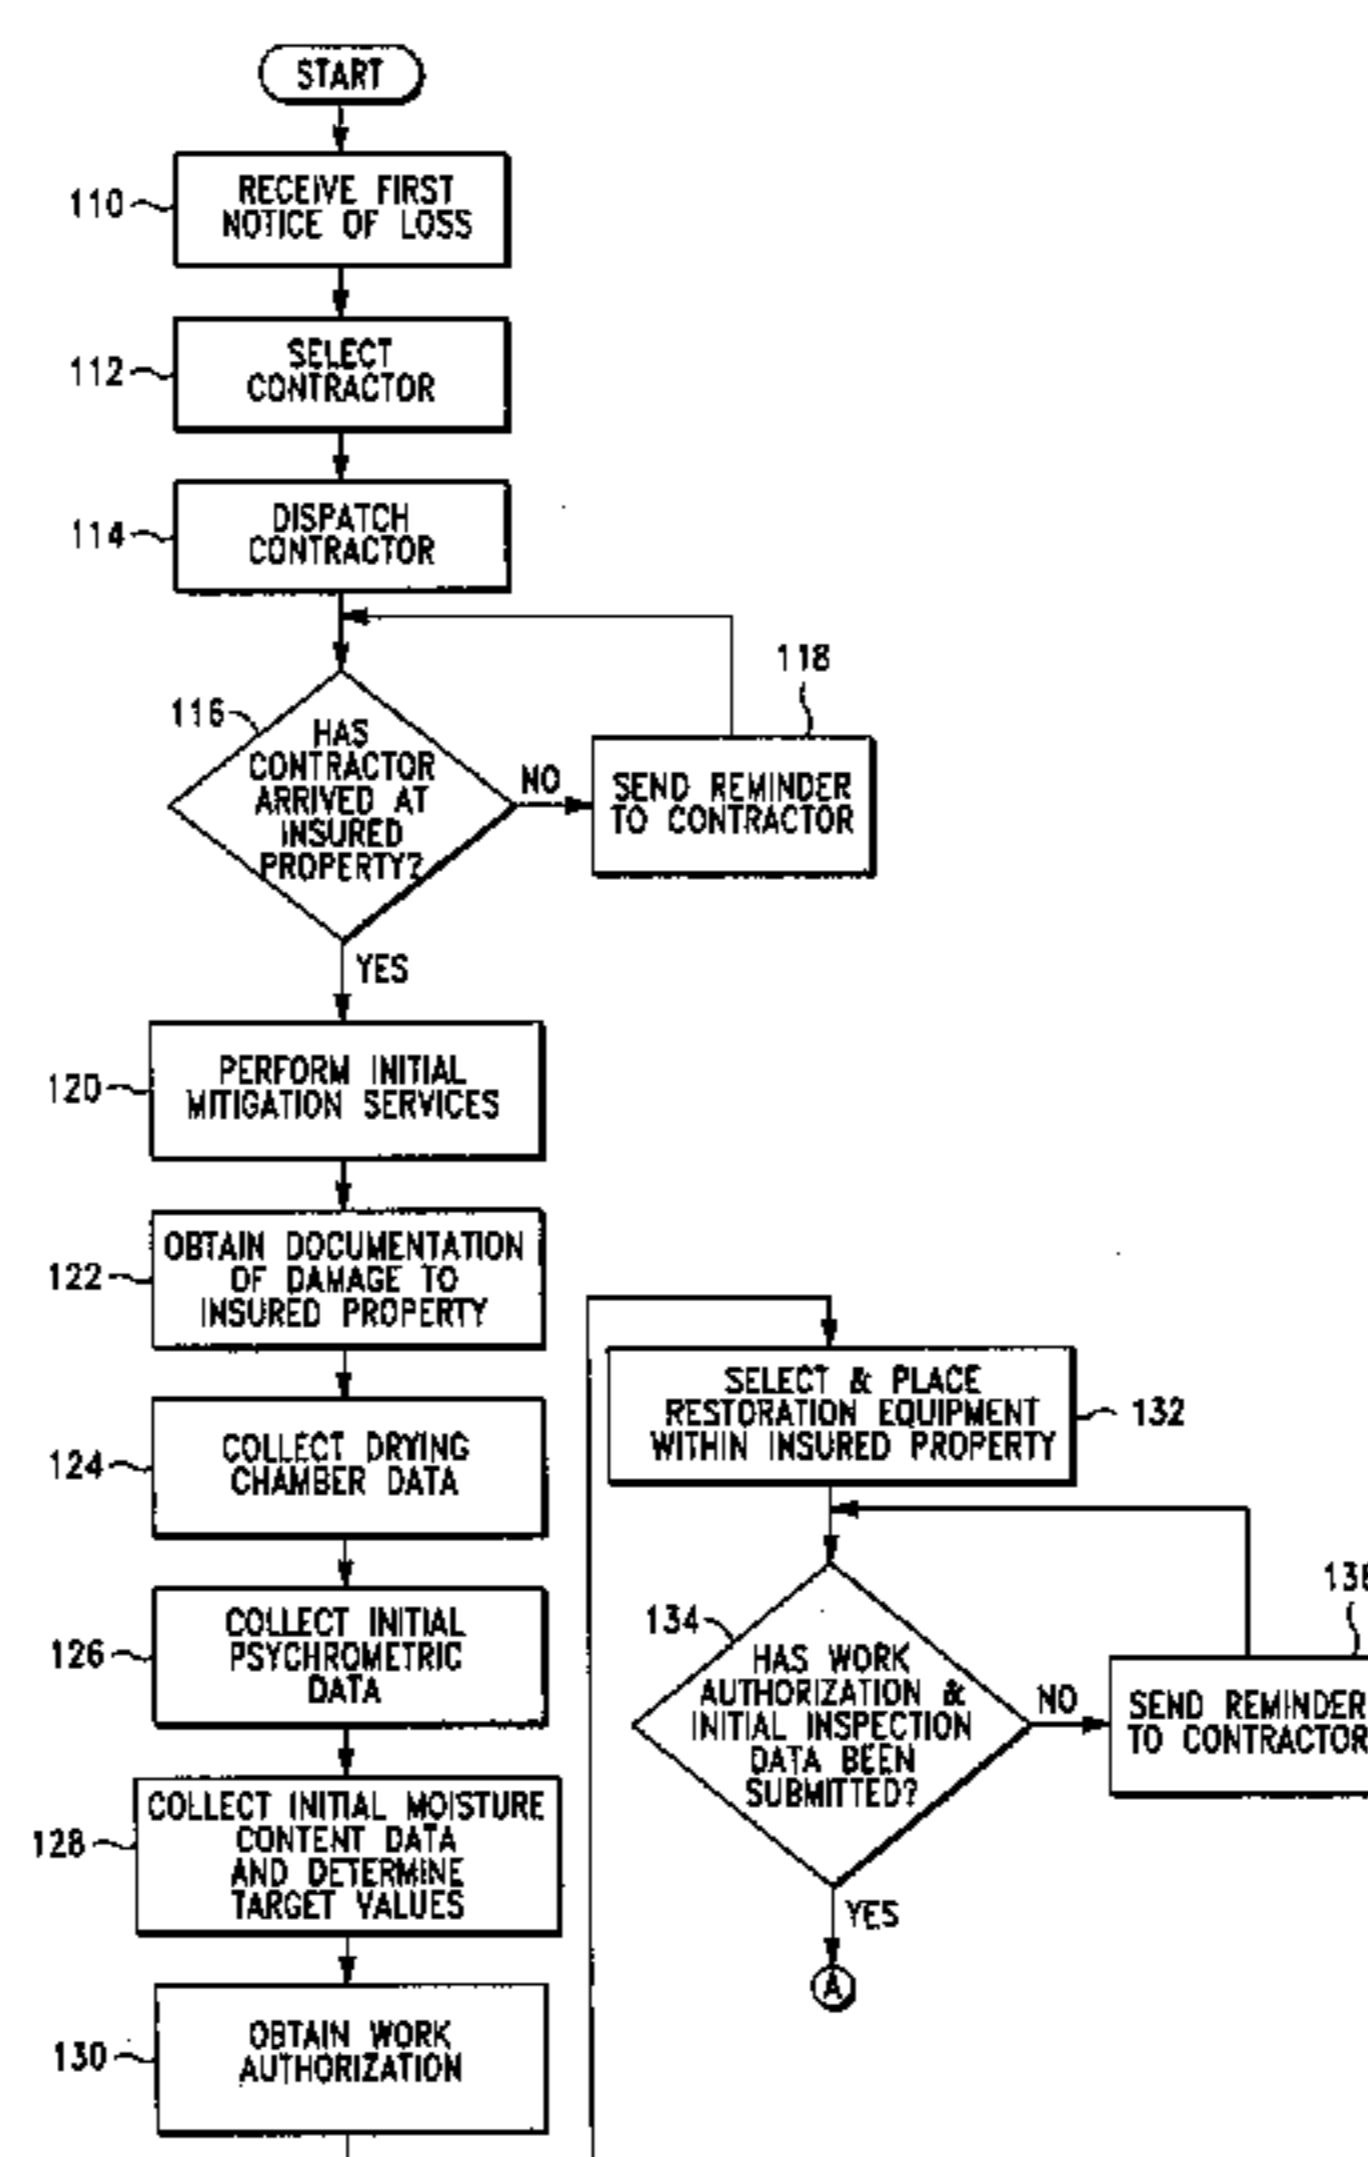 START
110
RECEIVE FIRST
NOTICE OF LOSS
112
SELECT
CONTRACTOR
114
DISPATCH
CONTRACTOR
116
HAS
CONTRACTOR
ARRIVED AT
INSURED
PROPERTY?
NO
118
SEND REMINDER
TO CONTRACTOR
YES
120
PERFORM INITIAL
MITIGATION SERVICES
122
OBTAIN DOCUMENTATION
OF DAMAGE TO
INSURED PROPERTY
124
COLLECT DRYING
CHAMBER DATA
126
COLLECT INITIAL
PSYCHROMETRIC
DATA
128
COLLECT INITIAL MOISTURE
CONTENT DATA
AND DETERMINE
TARGET VALUES
130
OBTAIN WORK
AUTHORIZATION
SELECT & PLACE
RESTORATION EQUIPMENT
WITHIN INSURED PROPERTY
132
134
HAS WORK
AUTHORIZATION &
INITIAL INSPECTION
DATA BEEN
SUBMITTED?
NO
SEND REMINDER
TO CONTRACTOR
YES
A